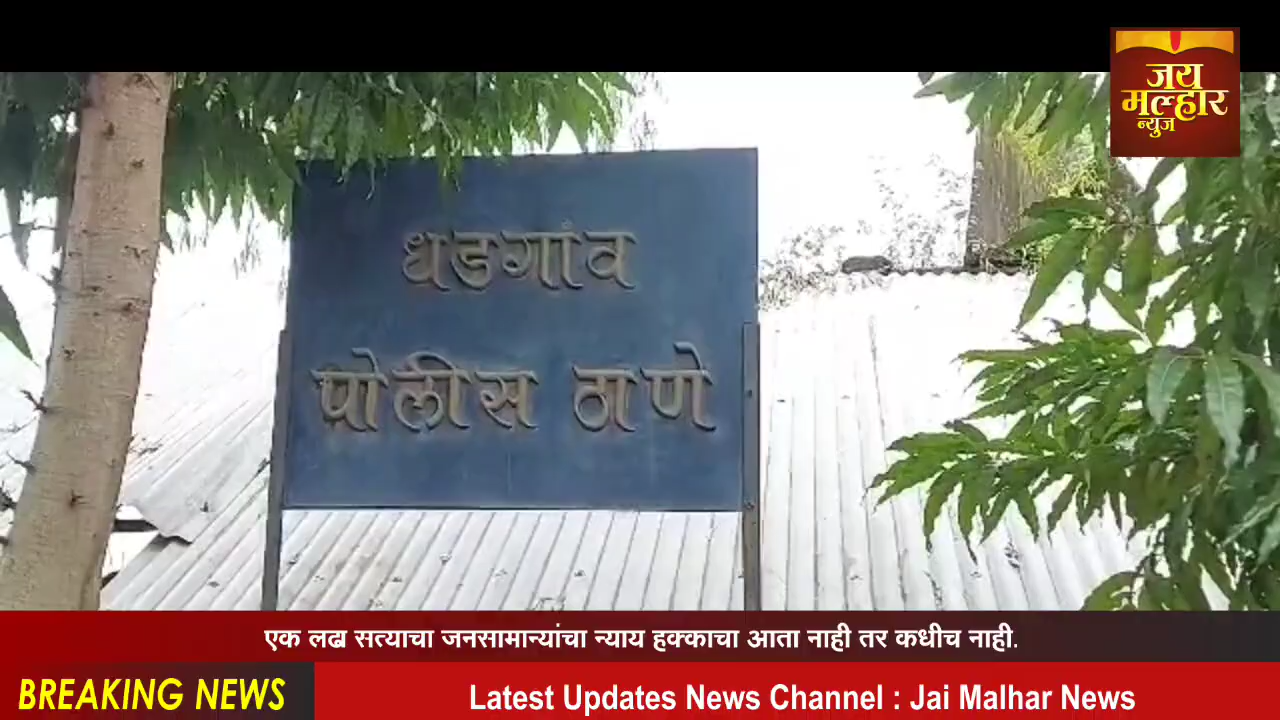 जय
मल्हार
न्युज
धडगांव
पोलीस ठाणे
एक लढा सत्याचा जनसामान्यांचा न्याय हक्काचा आता नाही तर कधीच नाही.
BREAKING NEWS
Latest Updates News Channel : Jai Malhar News